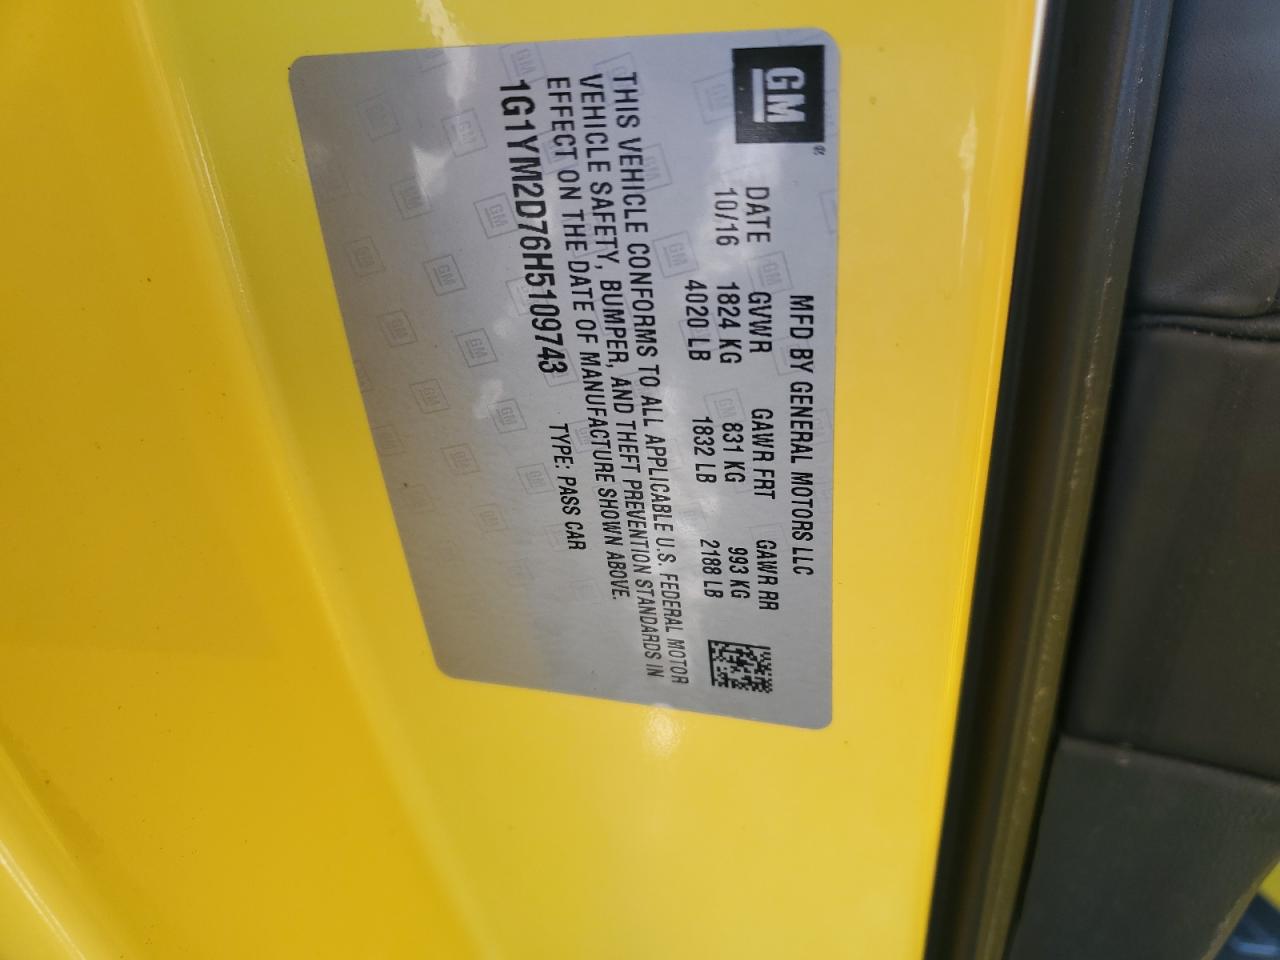 GM®
MFD BY GENERAL MOTORS LLC
DATE GVWR GAWR FRT GAWR RR
10/16 1824 KG 831 KG 993 KG
4020 LB 1832 LB 2188 LB
THIS VEHICLE CONFORMS TO ALL APPLICABLE U.S. FEDERAL MOTOR
VEHICLE SAFETY, BUMPER, AND THEFT PREVENTION STANDARDS IN
EFFECT ON THE DATE OF MANUFACTURE SHOWN ABOVE.
1G1YM2D76H5109743 TYPE: PASS CAR